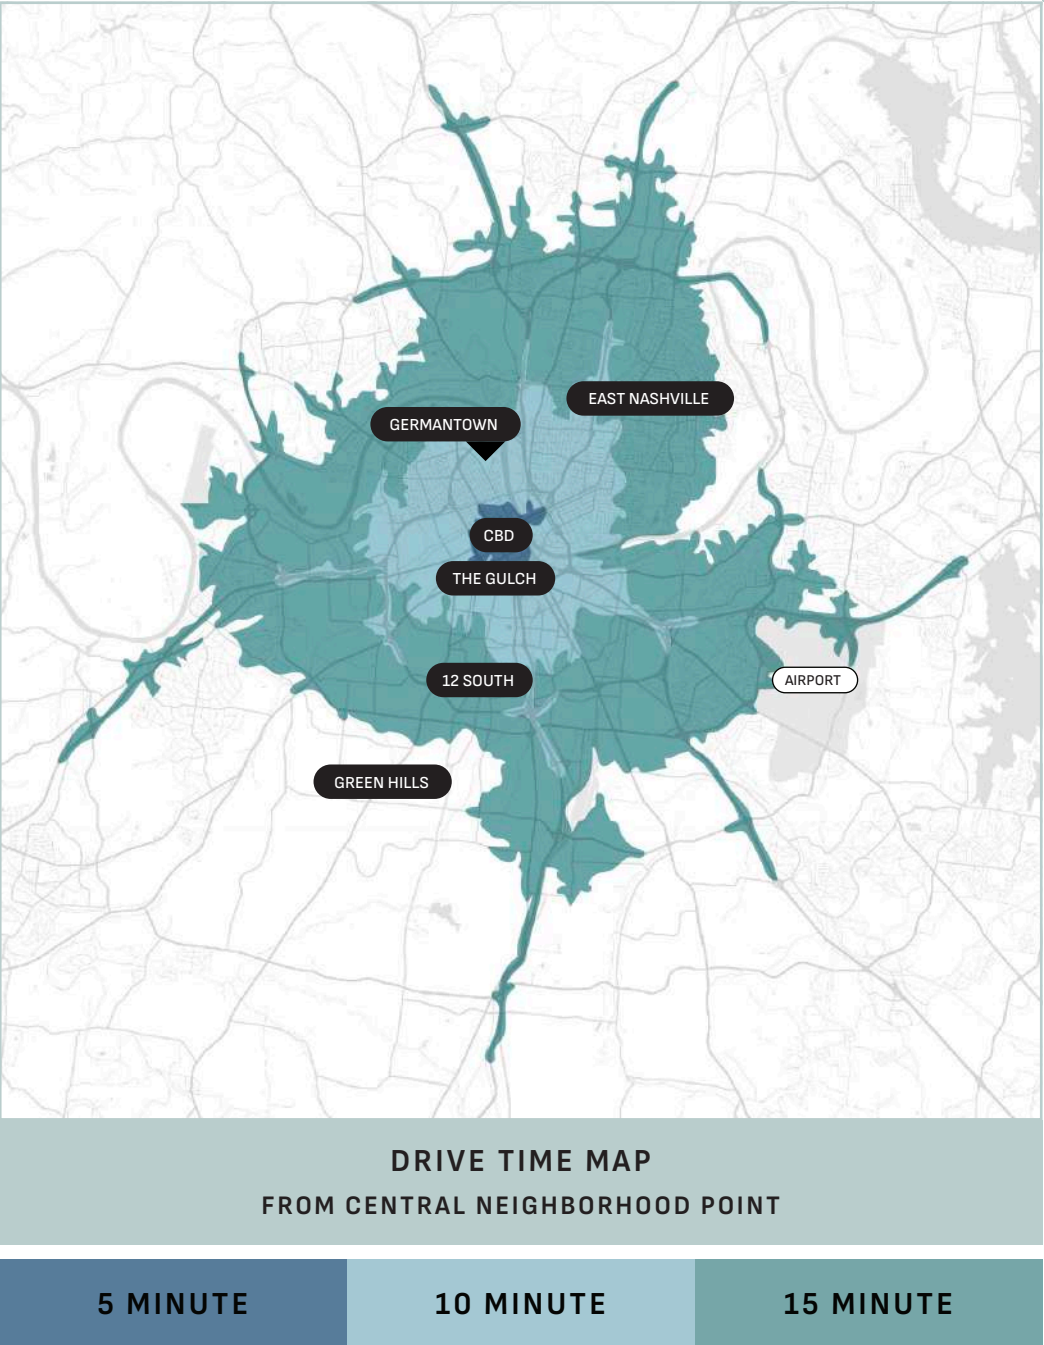 EAST NASHVILLE
GERMANTOWN
CBD
THE GULCH
12 SOUTH
AIRPORT
GREEN HILLS
DRIVE TIME MAP
FROM CENTRAL NEIGHBORHOOD POINT
5 MINUTE
10 MINUTE
15 MINUTE